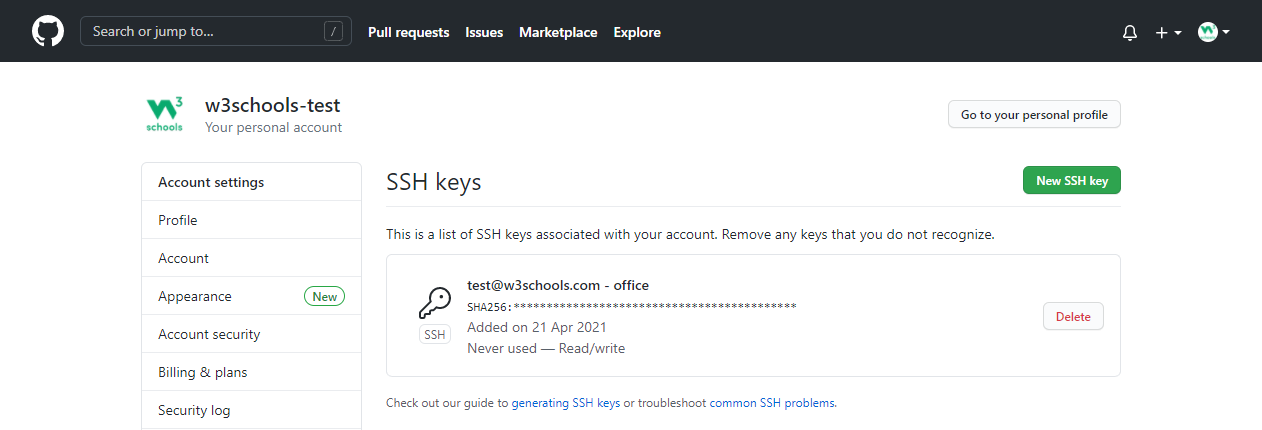 Search or jump to...
/
Pull requests
Issues
Marketplace
Explore
w3schools-test
Your personal account
Go to your personal profile
Account settings
Profile
Account
Appearance New
Account security
Billing & plans
Security log
SSH keys
New SSH key
This is a list of SSH keys associated with your account. Remove any keys that you do not recognize.
test@w3schools.com - office
SHA256:*******************************************
Added on 21 Apr 2021
Never used — Read/write
SSH
Delete
Check out our guide to generating SSH keys or troubleshoot common SSH problems.
3
schools